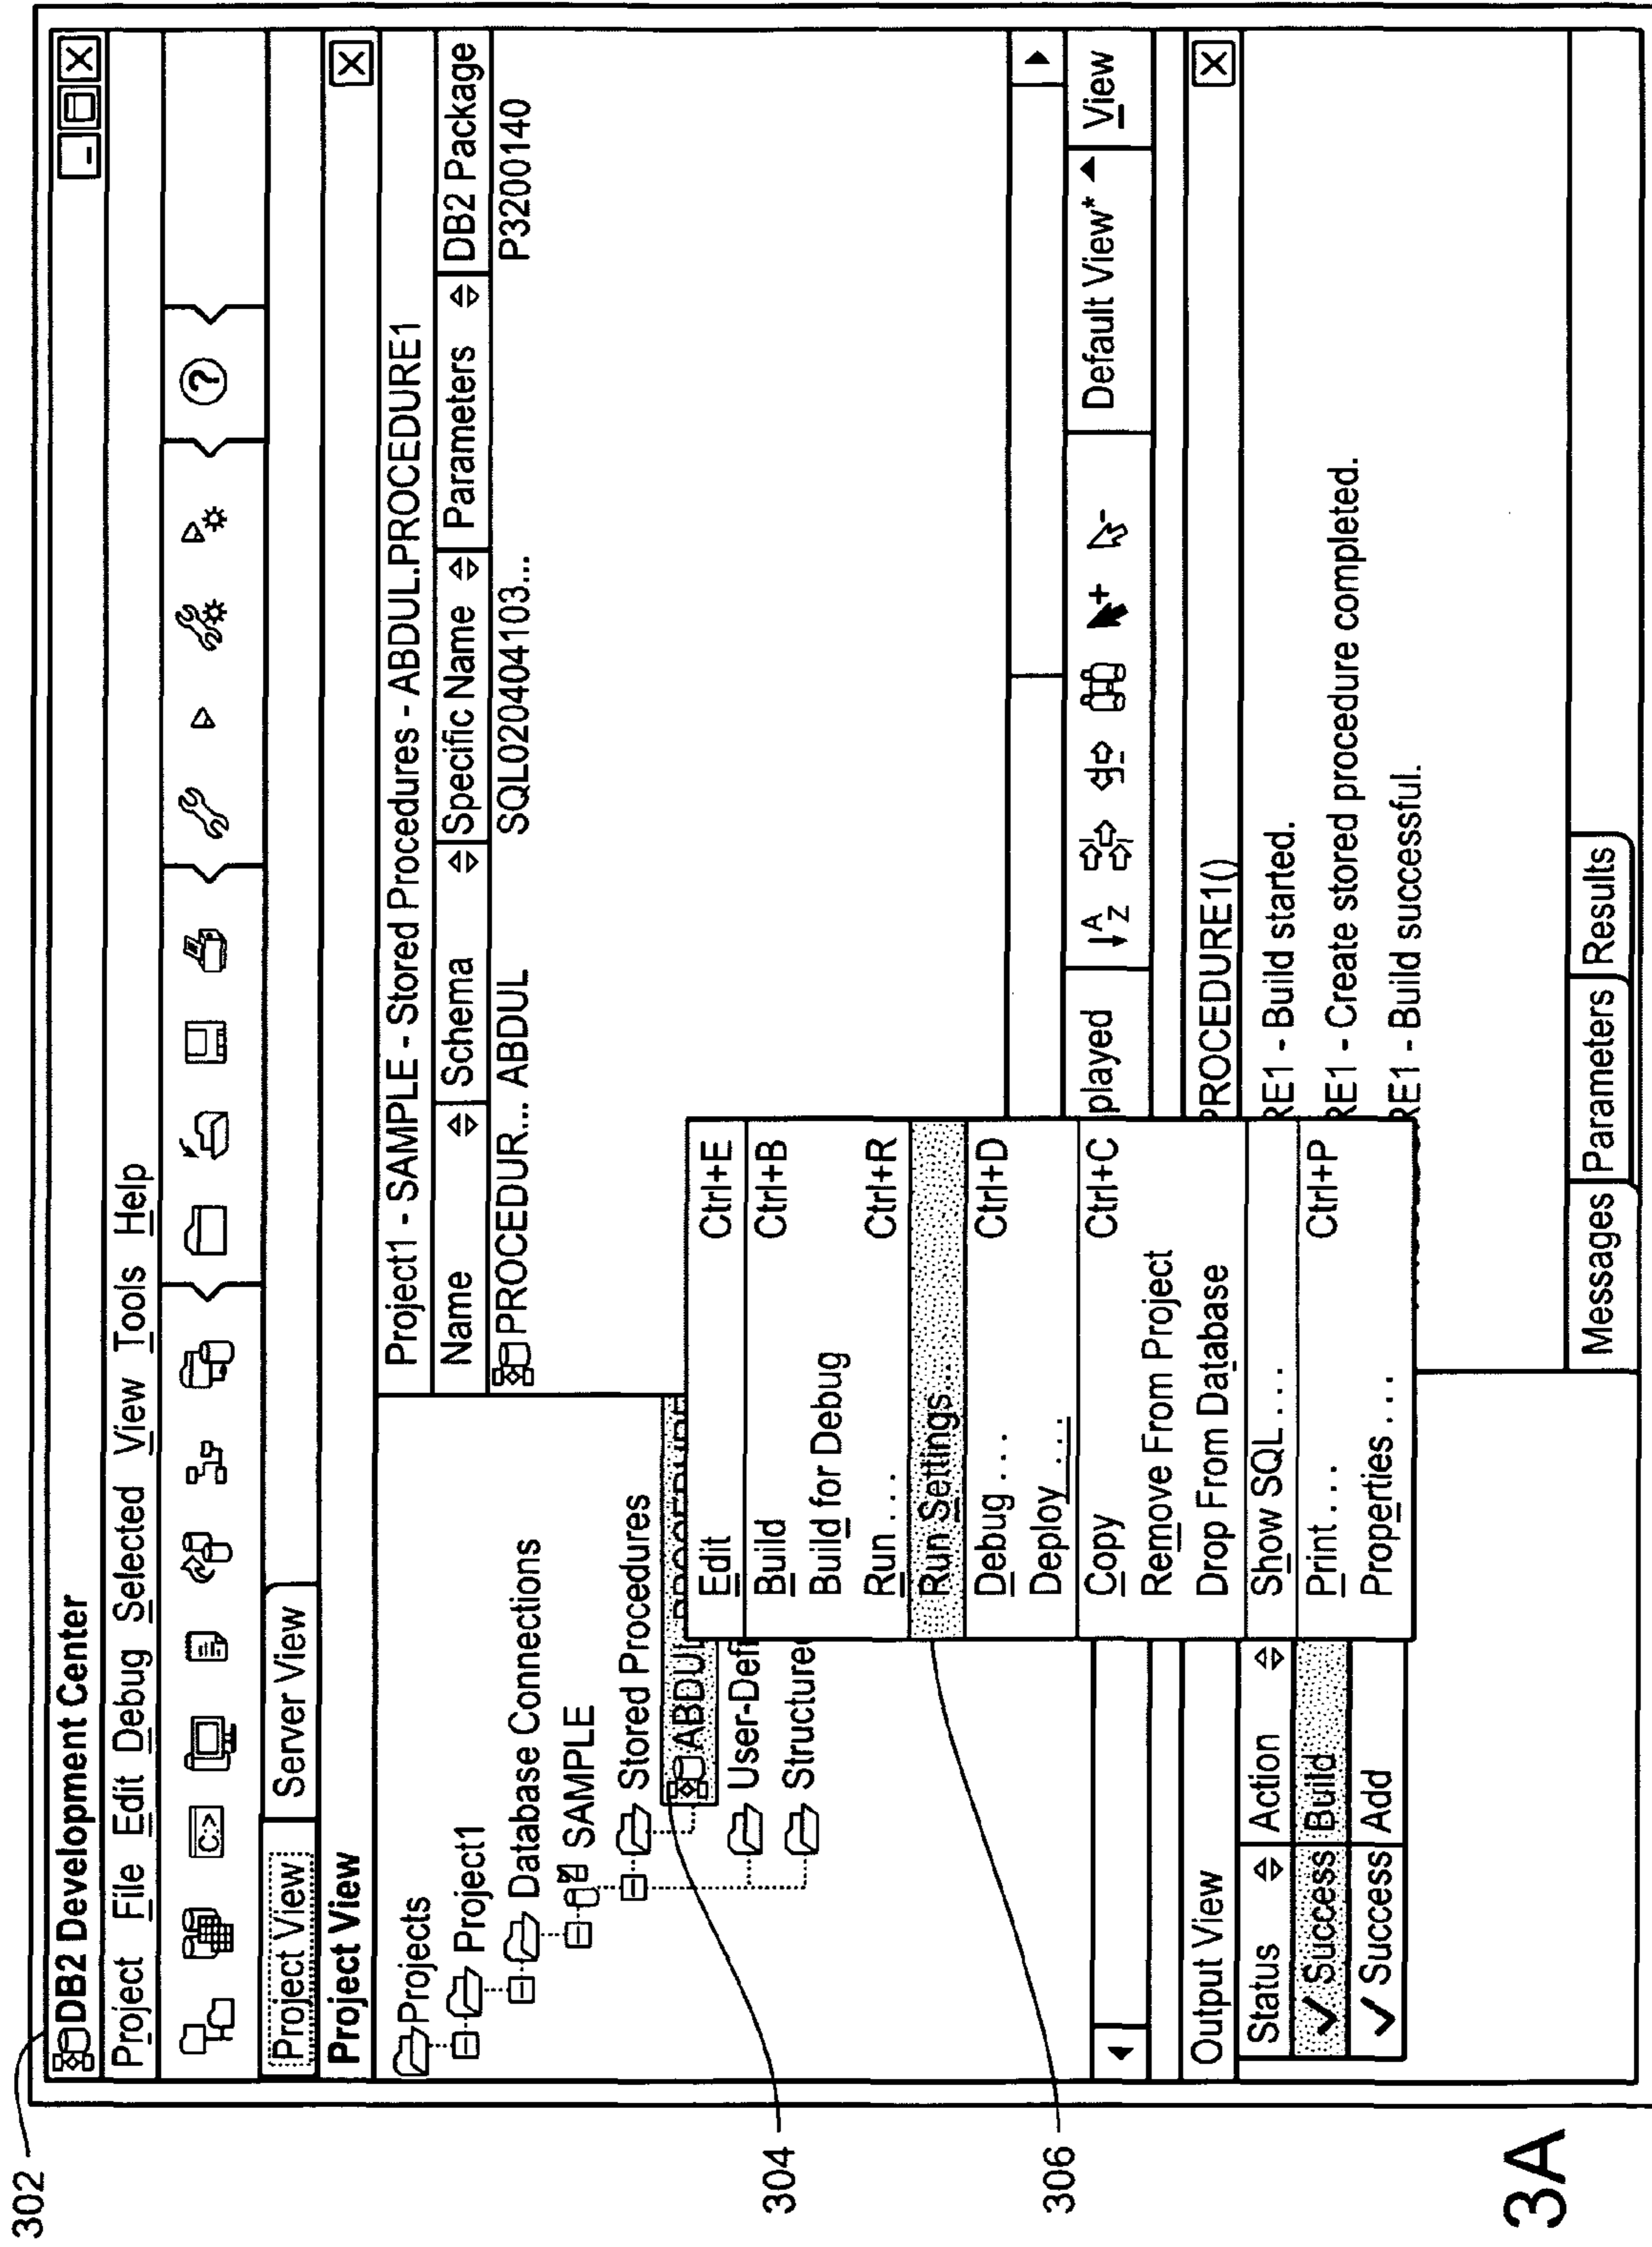 302
DB2 Development Center
Project File Edit Debug Selected View Tools Help
C:>
?
Project View Server View
Project View
Projects
Project1
Database Connections
SAMPLE
Stored Procedures
ABDUL.PROCEDURE
User-Def
Structure
Project1 - SAMPLE - Stored Procedures - ABDUL.PROCEDURE1
Name Schema Specific Name Parameters DB2 Package
PROCEDUR... ABDUL SQL020404103... P3200140
304
306
Edit Ctrl+E
Build Ctrl+B
Build for Debug
Run... Ctrl+R
Run Settings...
Debug... Ctrl+D
Deploy...
Copy Ctrl+C
Remove From Project
Drop From Database
Show SQL....
Print... Ctrl+P
Properties...
played
A
Z
+
-
Default View* View
Output View
Status Action
Success Build
Success Add
PROCEDURE1()
RE1 - Build started.
RE1 - Create stored procedure completed.
RE1 - Build successful.
Messages Parameters Results
3A